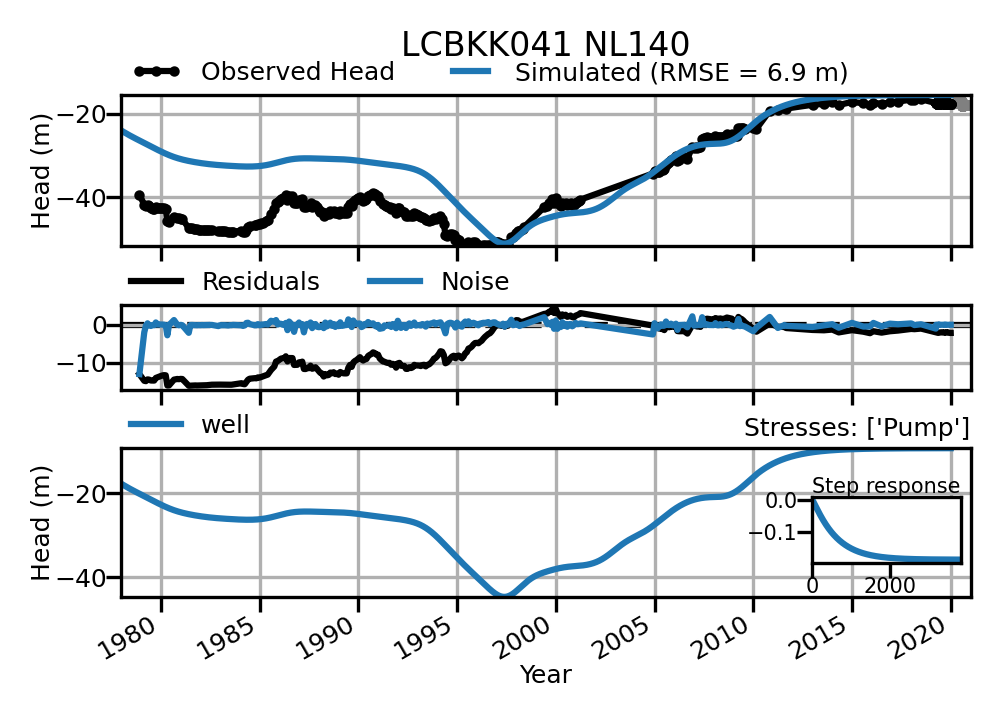 LCBKK041 NL140
Observed Head
Simulated (RMSE = 6.9 m)
−20
−40
Head (m)
Residuals
Noise
0
−10
well
Stresses: ['Pump']
−20
−40
Head (m)
Step response
0.0
−0.1
0
2000
1980
1985
1990
1995
2000
2005
2010
2015
2020
Year